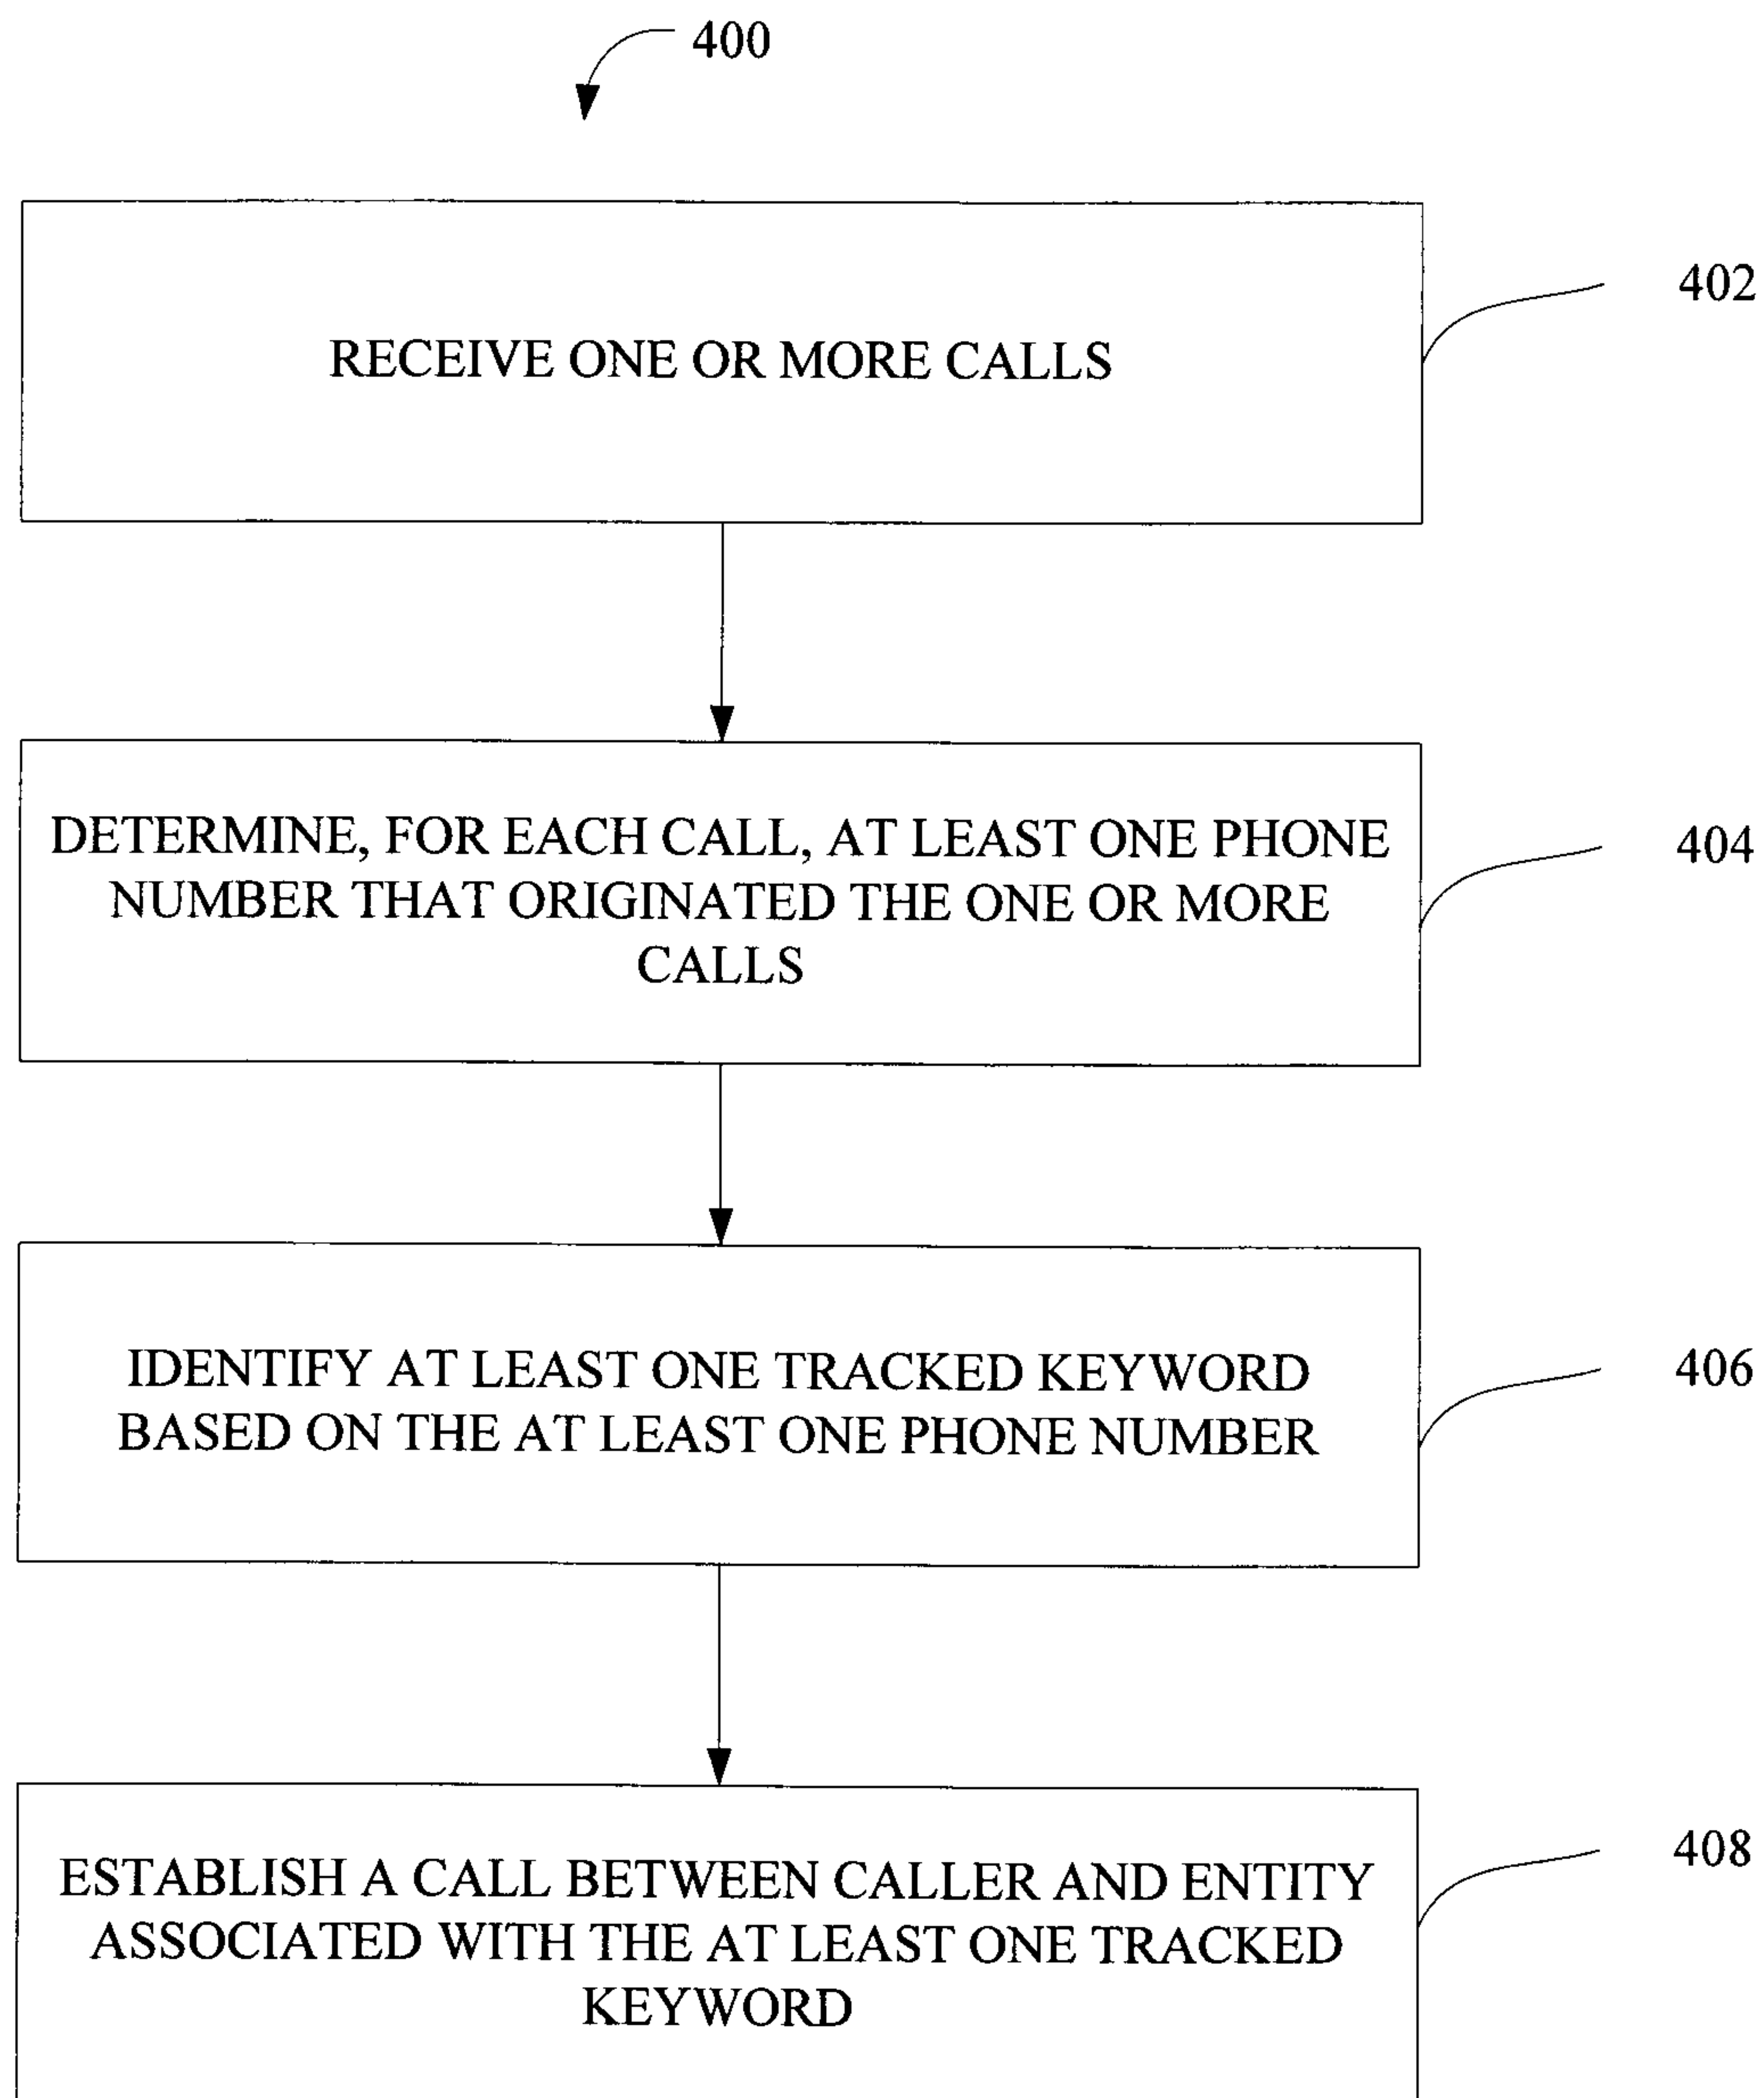 400
RECEIVE ONE OR MORE CALLS
402
DETERMINE, FOR EACH CALL, AT LEAST ONE PHONE
NUMBER THAT ORIGINATED THE ONE OR MORE
CALLS
404
IDENTIFY AT LEAST ONE TRACKED KEYWORD
BASED ON THE AT LEAST ONE PHONE NUMBER
406
ESTABLISH A CALL BETWEEN CALLER AND ENTITY
ASSOCIATED WITH THE AT LEAST ONE TRACKED
KEYWORD
408